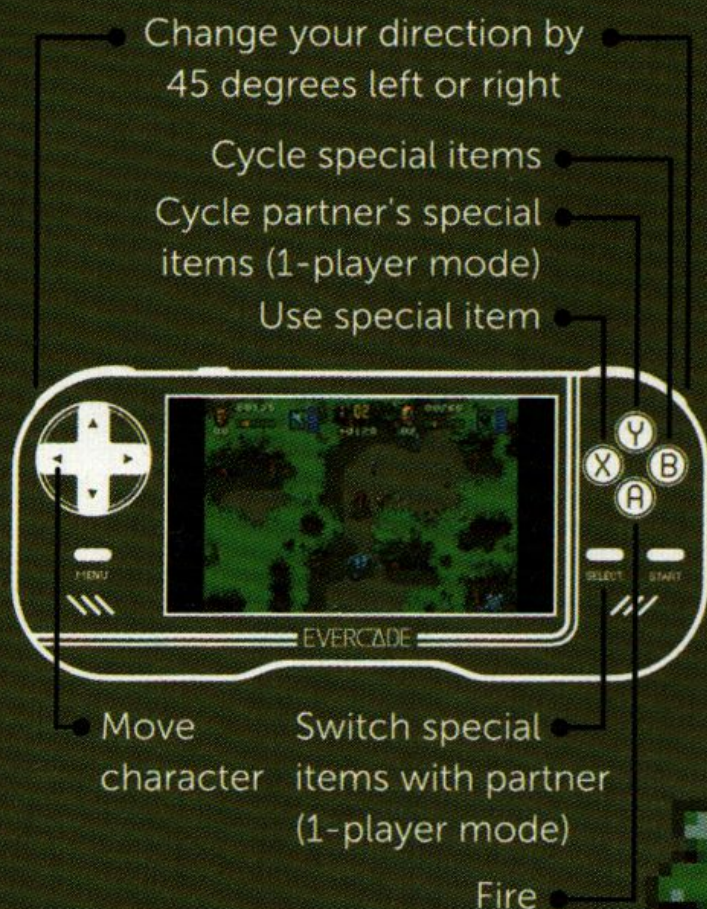 Change your direction by
45 degrees left or right
Cycle special items
Cycle partner's special
items (1-player mode)
Use special item
Y
X B
A
MENU
SELECT START
EVERCADE
Move
character
Switch special
items with partner
(1-player mode)
Fire